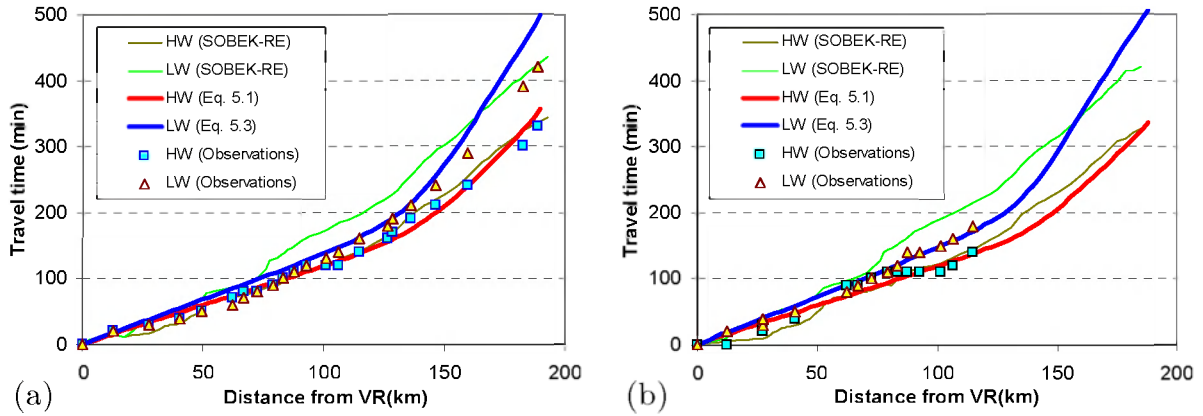 500
400
300
200
100
0
Travel time (min)
HW (SOBEK-RE)
LW (SOBEK-RE)
HW (Eq. 5.1)
LW (Eq. 5.3)
HW (Observations)
LW (Observations)
0 50 100 150 200
Distance from VR(km)
(a)
500
400
300
200
100
0
Travel time (min)
HW (SOBEK-RE)
LW (SOBEK-RE)
HW (Eq. 5.1)
LW (Eq. 5.3)
HW (Observations)
LW (Observations)
0 50 100 150 200
Distance from VR(km)
(b)